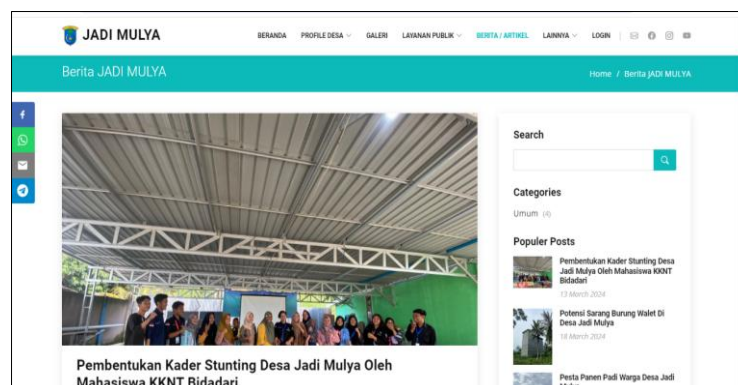 JADI MULYA
BERANDA PROFILE DESA GALERI LAYANAN PUBLIK BERITA / ARTIKEL LAINNYA LOGIN
Berita JADI MULYA
Home / Berita JADI MULYA
Search
Categories
Umum (4)
Populer Posts
Pembentukan Kader Stunting Desa
Jadi Mulya Oleh Mahasiswa KKNT
Bidadari
13 March 2024
Potensi Sarang Burung Walet Di
Desa Jadi Mulya
18 March 2024
Pesta Panen Padi Warga Desa Jadi
Pembentukan Kader Stunting Desa Jadi Mulya Oleh
Mahasiswa KKNT Bidadari